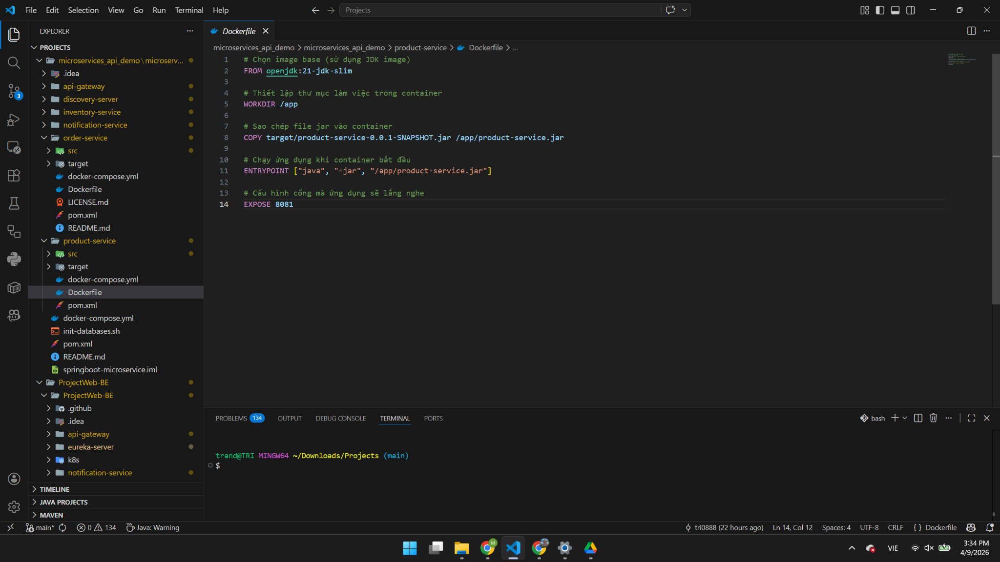 File Edit Selection View Go Run Terminal Help
Projects
EXPLORER
PROJECTS
microservices_api_demo\microserv...
.idea
api-gateway
discovery-server
inventory-service
notification-service
order-service
src
target
docker-compose.yml
Dockerfile
LICENSE.md
pom.xml
README.md
product-service
src
target
docker-compose.yml
Dockerfile
pom.xml
docker-compose.yml
init-databases.sh
pom.xml
README.md
springboot-microservice.iml
ProjectWeb-BE
ProjectWeb-BE
.github
.idea
api-gateway
eureka-server
k8s
notification-service
TIMELINE
JAVA PROJECTS
MAVEN
3
Dockerfile
microservices_api_demo > microservices_api_demo > product-service > Dockerfile > ...
1 # Chọn image base (sử dụng JDK image)
2 FROM openjdk:21-jdk-slim
3
4 # Thiết lập thư mục làm việc trong container
5 WORKDIR /app
6
7 # Sao chép file jar vào container
8 COPY target/product-service-0.0.1-SNAPSHOT.jar /app/product-service.jar
9
10 # Chạy ứng dụng khi container bắt đầu
11 ENTRYPOINT ["java", "-jar", "/app/product-service.jar"]
12
13 # Cấu hình cổng mà ứng dụng sẽ lắng nghe
14 EXPOSE 8081
PROBLEMS 134 OUTPUT DEBUG CONSOLE TERMINAL PORTS
bash
trand@TRI MINGW64 ~/Downloads/Projects (main)
$
main* 0 134 Java: Warning
tri0888 (22 hours ago) Ln 14, Col 12 Spaces: 4 UTF-8 CRLF { } Dockerfile
M
VIE
3:34 PM
4/9/2026